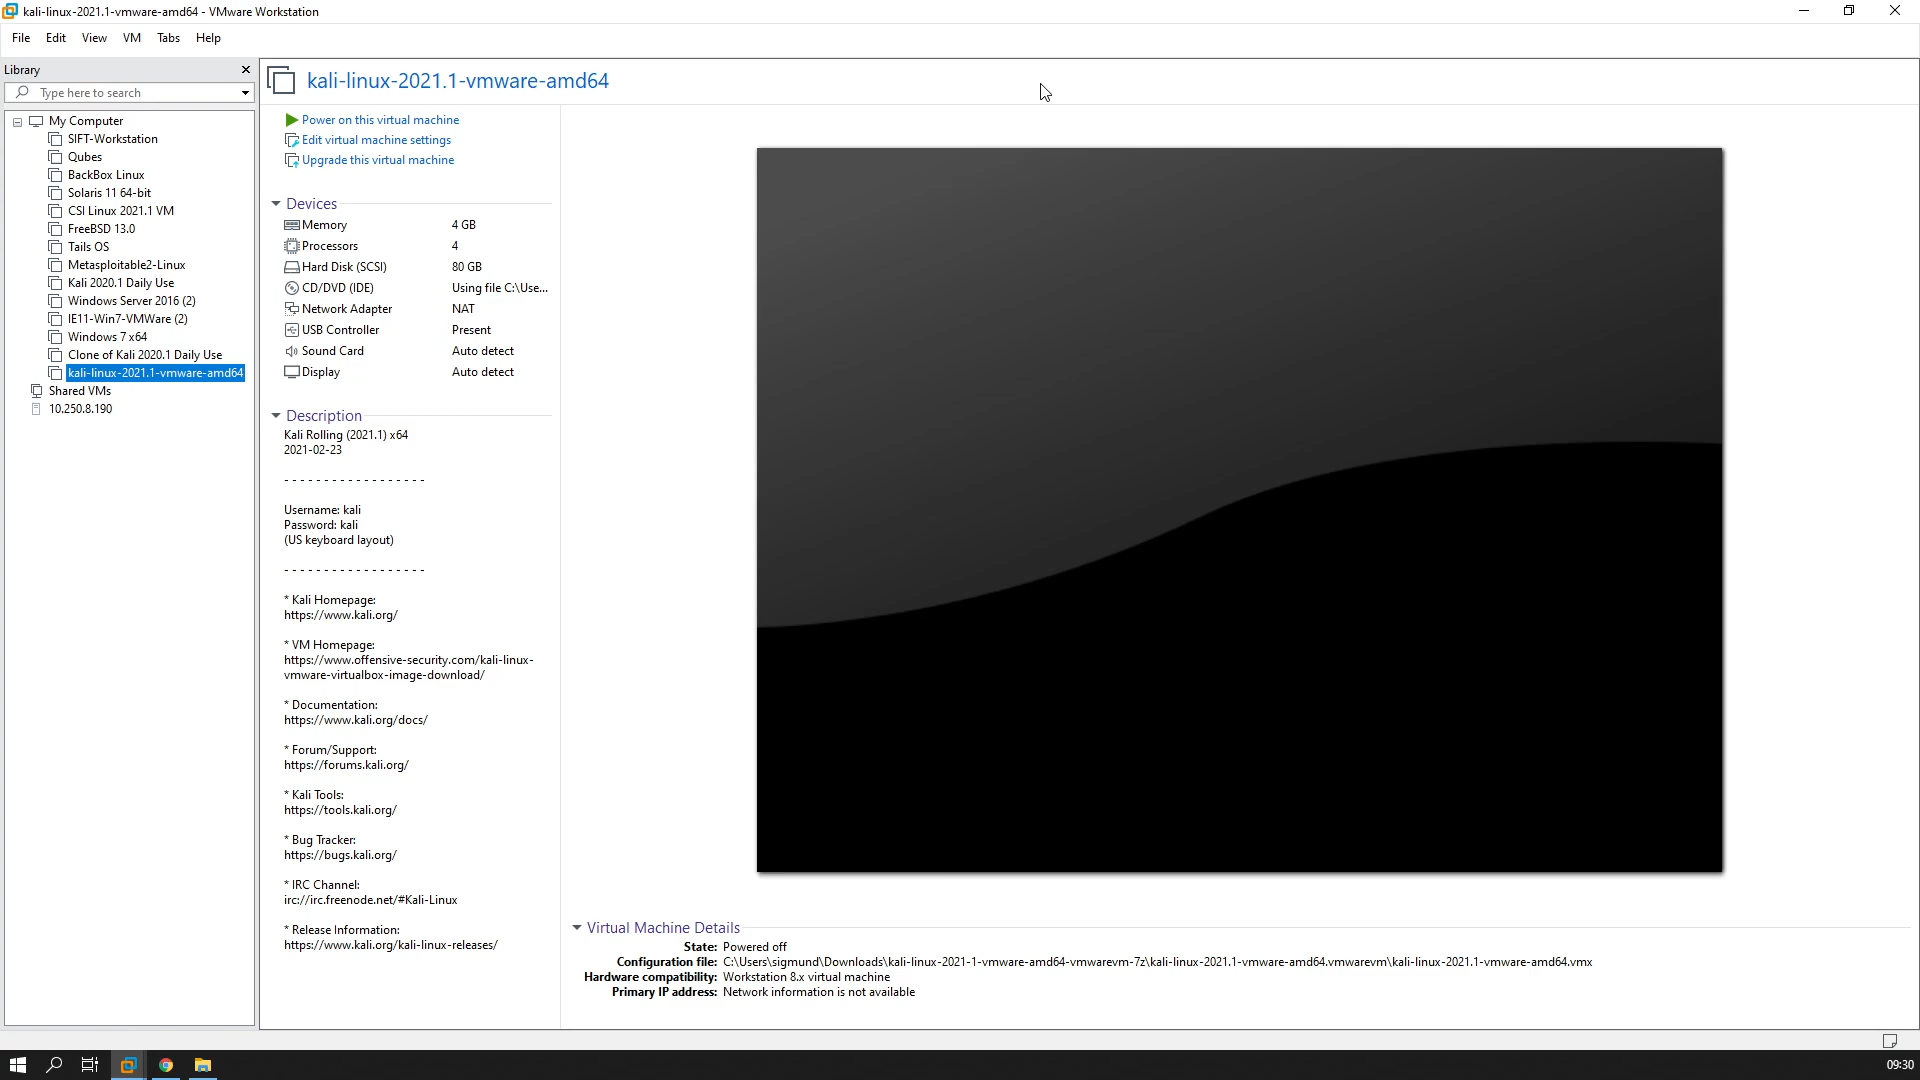 kali-linux-2021.1-vmware-amd64 - VMware Workstation
File Edit View VM Tabs Help
Library
Type here to search
My Computer
SIFT-Workstation
Qubes
BackBox Linux
Solaris 11 64-bit
CSI Linux 2021.1 VM
FreeBSD 13.0
Tails OS
Metasploitable2-Linux
Kali 2020.1 Daily Use
Windows Server 2016 (2)
IE11-Win7-VMWare (2)
Windows 7 x64
Clone of Kali 2020.1 Daily Use
kali-linux-2021.1-vmware-amd64
Shared VMs
10.250.8.190
kali-linux-2021.1-vmware-amd64
Power on this virtual machine
Edit virtual machine settings
Upgrade this virtual machine
Devices
Memory 4 GB
Processors 4
Hard Disk (SCSI) 80 GB
CD/DVD (IDE) Using file C:\Use...
Network Adapter NAT
USB Controller Present
Sound Card Auto detect
Display Auto detect
Description
Kali Rolling (2021.1) x64
2021-02-23
- - - - - - - - - - - - - - - - - -
Username: kali
Password: kali
(US keyboard layout)
- - - - - - - - - - - - - - - - - -
* Kali Homepage:
https://www.kali.org/
* VM Homepage:
https://www.offensive-security.com/kali-linux-
vmware-virtualbox-image-download/
* Documentation:
https://www.kali.org/docs/
* Forum/Support:
https://forums.kali.org/
* Kali Tools:
https://tools.kali.org/
* Bug Tracker:
https://bugs.kali.org/
* IRC Channel:
irc://irc.freenode.net/#Kali-Linux
* Release Information:
https://www.kali.org/kali-linux-releases/
Virtual Machine Details
State: Powered off
Configuration file: C:\Users\sigmund\Downloads\kali-linux-2021-1-vmware-amd64-vmwarevm-7z\kali-linux-2021.1-vmware-amd64.vmwarevm\kali-linux-2021.1-vmware-amd64.vmx
Hardware compatibility: Workstation 8.x virtual machine
Primary IP address: Network information is not available
09:30